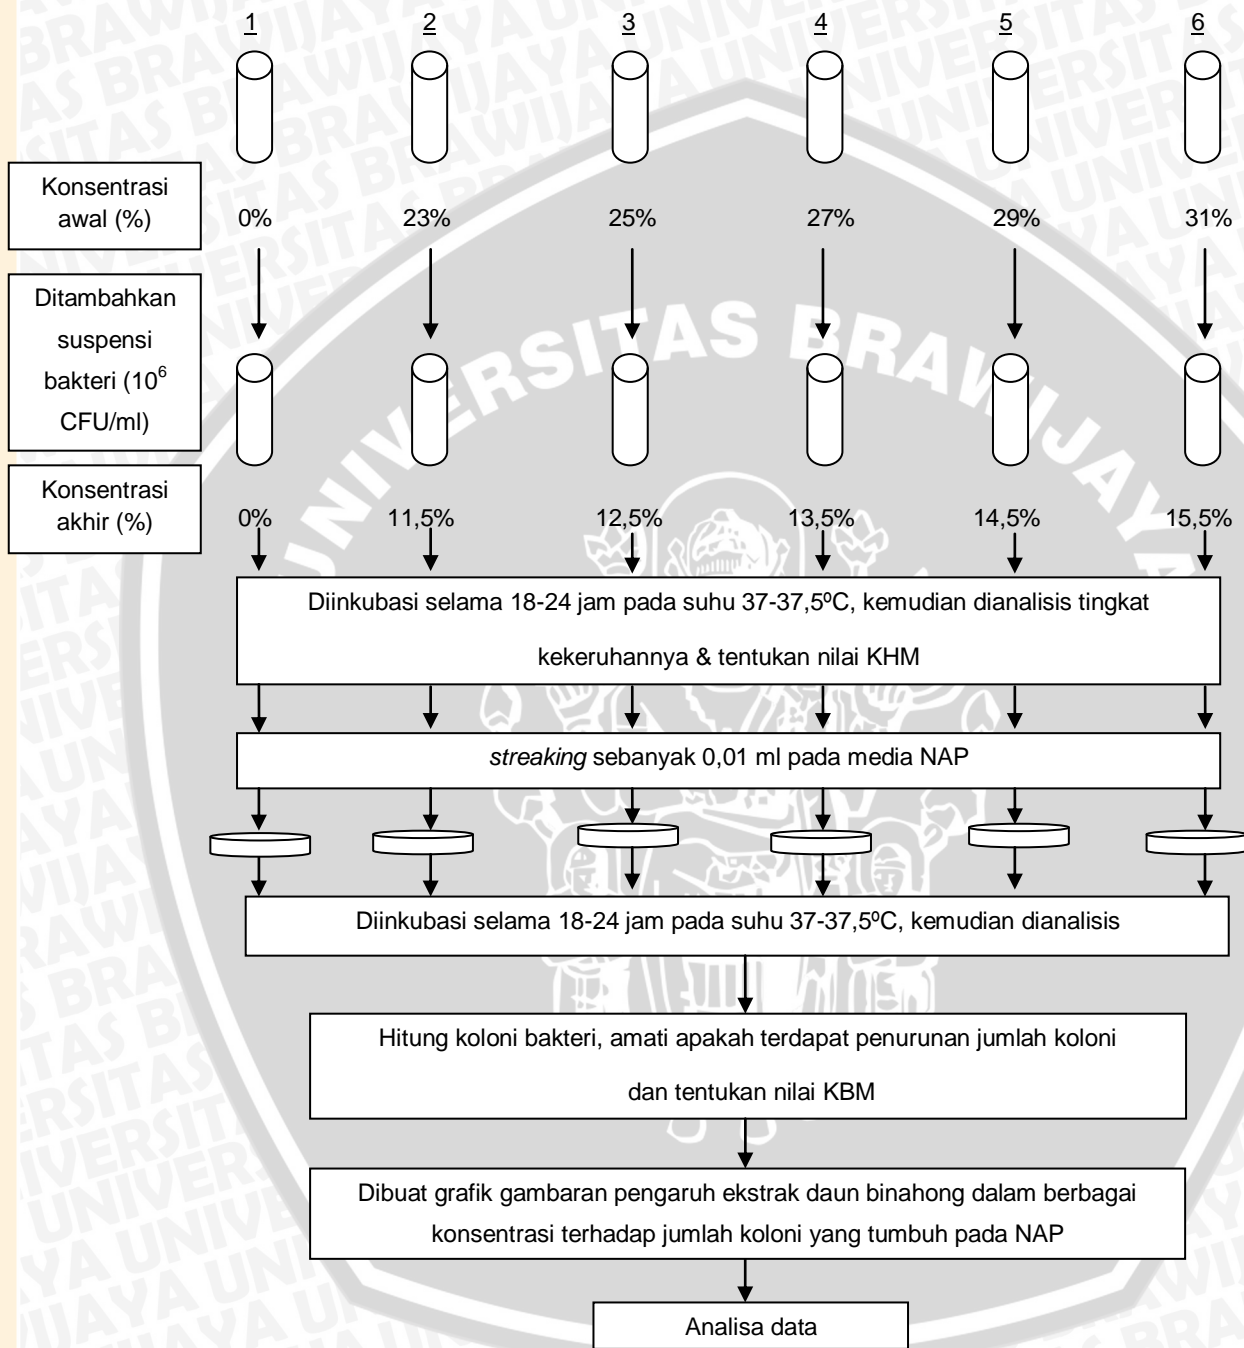 1 2 3 4 5 6
Konsentrasi
awal (%)
0% 23% 25% 27% 29% 31%
Ditambahkan
suspensi
bakteri (10⁶
CFU/ml)
Konsentrasi
akhir (%)
0% 11,5% 12,5% 13,5% 14,5% 15,5%
Diinkubasi selama 18-24 jam pada suhu 37-37,5ºC, kemudian dianalisis tingkat
kekeruhannya & tentukan nilai KHM
streaking sebanyak 0,01 ml pada media NAP
Diinkubasi selama 18-24 jam pada suhu 37-37,5ºC, kemudian dianalisis
Hitung koloni bakteri, amati apakah terdapat penurunan jumlah koloni
dan tentukan nilai KBM
Dibuat grafik gambaran pengaruh ekstrak daun binahong dalam berbagai
konsentrasi terhadap jumlah koloni yang tumbuh pada NAP
Analisa data
UNIVERSITAS BRAWIJAYA